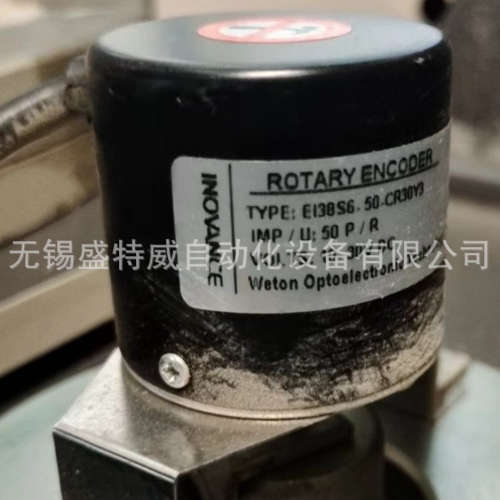 ROTARY ENCODER
INOVANCE
TYPE: EI38S6.50-CR30Y3
IMP / U: 50 P / R
无锡盛特威自动化设备有限公司
Weton Optoelectronic